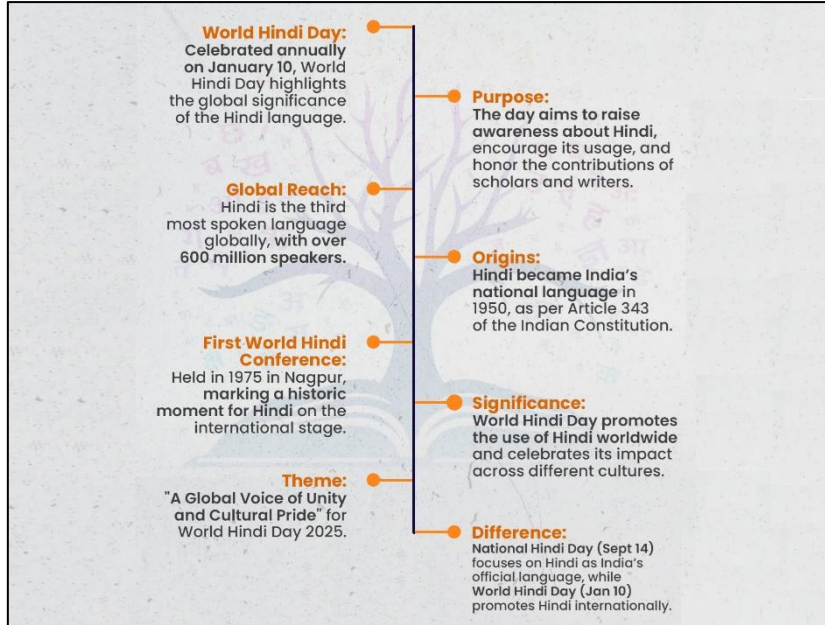 World Hindi Day:
Celebrated annually
on January 10, World
Hindi Day highlights
the global significance
of the Hindi language.
Purpose:
The day aims to raise
awareness about Hindi,
encourage its usage, and
honor the contributions of
scholars and writers.
Global Reach:
Hindi is the third
most spoken language
globally, with over
600 million speakers.
Origins:
Hindi became India's
national language in
1950, as per Article 343
of the Indian Constitution.
First World Hindi
Conference:
Held in 1975 in Nagpur,
marking a historic
moment for Hindi on the
international stage.
Significance:
World Hindi Day promotes
the use of Hindi worldwide
and celebrates its impact
across different cultures.
Theme:
"A Global Voice of Unity
and Cultural Pride" for
World Hindi Day 2025.
Difference:
National Hindi Day (Sept 14)
focuses on Hindi as India's
official language, while
World Hindi Day (Jan 10)
promotes Hindi internationally.